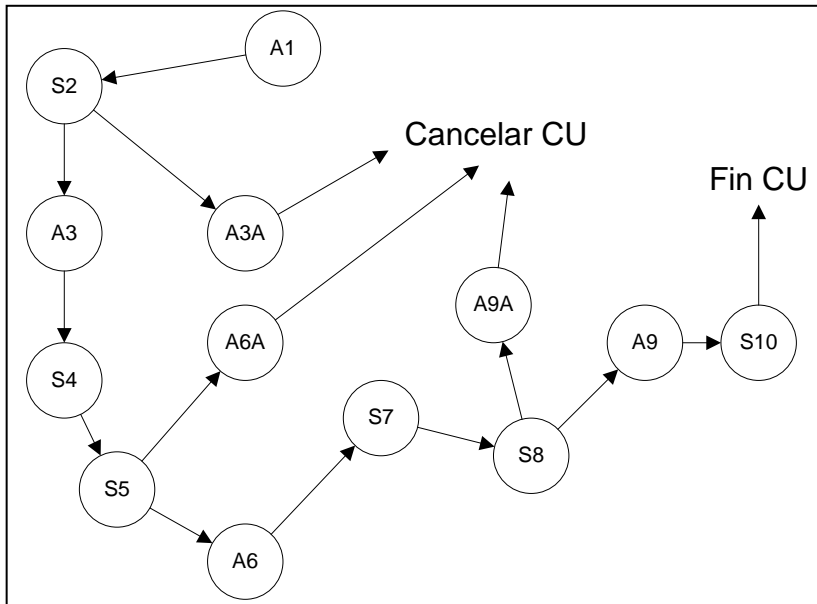 A1
S2
Cancelar CU
Fin CU
A3
A3A
A9A
A6A
A9
S10
S4
S7
S8
S5
A6